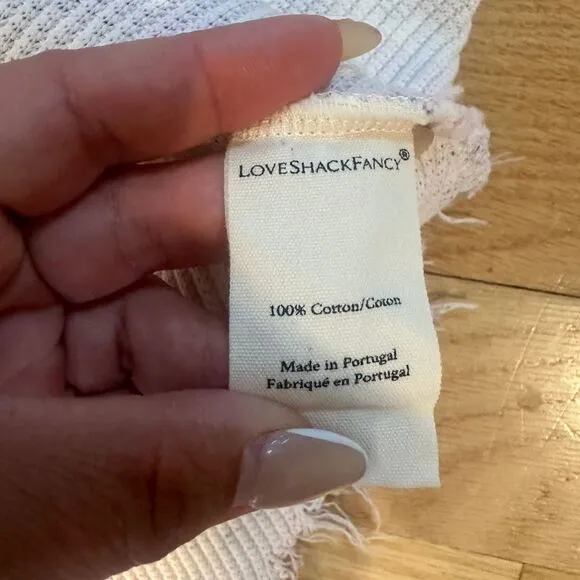 LOVESHACKFANCY®
100% Cotton/Coton
Made in Portugal
Fabriqué en Portugal